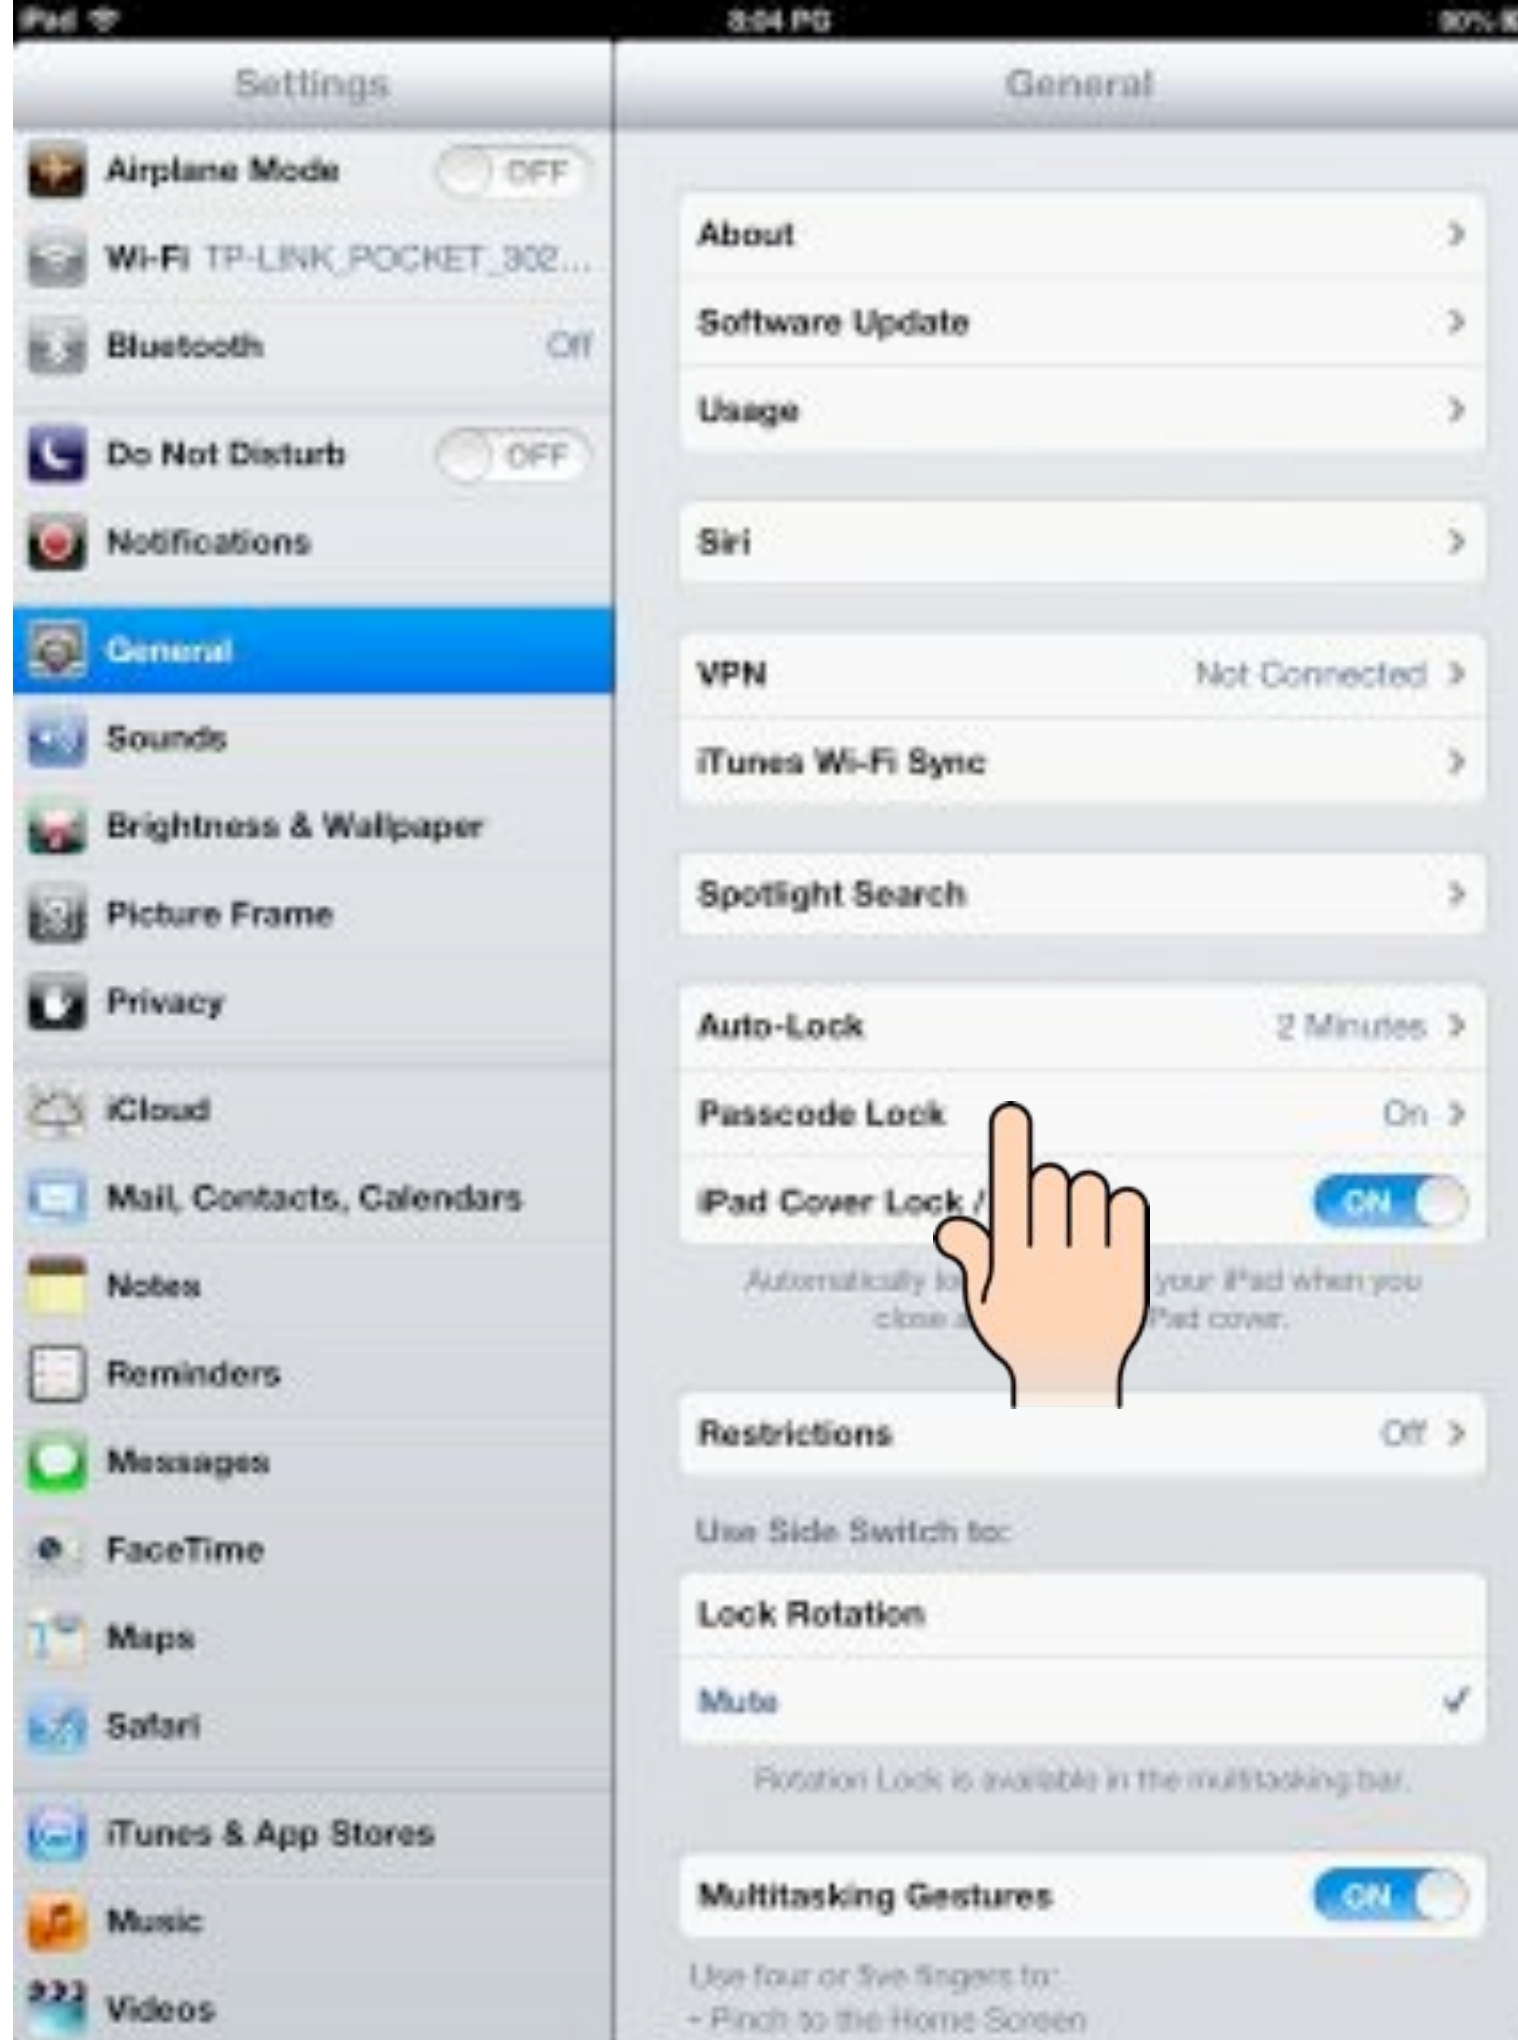 iPad
8:04 PG
90%
Settings
General
Airplane Mode OFF
Wi-Fi TP-LINK_POCKET_302...
Bluetooth Off
Do Not Disturb OFF
Notifications
General
Sounds
Brightness & Wallpaper
Picture Frame
Privacy
iCloud
Mail, Contacts, Calendars
Notes
Reminders
Messages
FaceTime
Maps
Safari
iTunes & App Stores
Music
Videos
About
Software Update
Usage
Siri
VPN Not Connected
iTunes Wi-Fi Sync
Spotlight Search
Auto-Lock 2 Minutes
Passcode Lock On
iPad Cover Lock / ON
Automatically your iPad when you
close cover.
Restrictions Off
Use Side Switch to:
Lock Rotation
Mute
Rotation Lock is available in the multitasking bar.
Multitasking Gestures ON
Use four or five fingers to:
- Pinch to the Home Screen